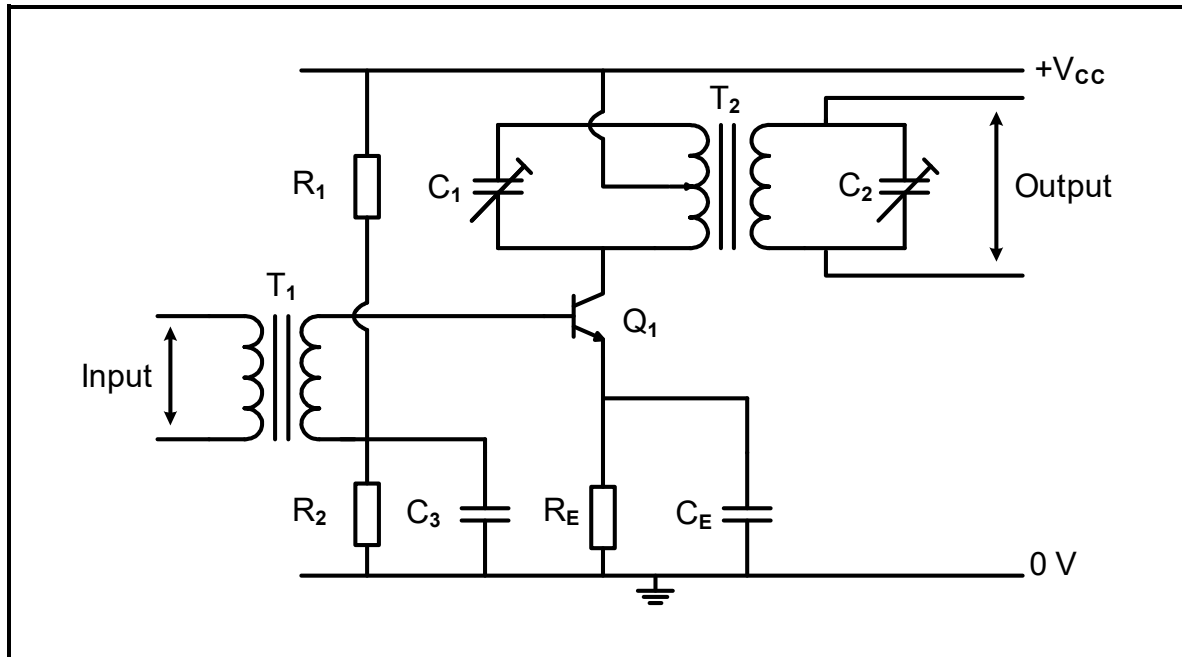 +VCC
T2
R1
C1
C2
Output
T1
Q1
Input
R2
C3
RE
CE
0 V